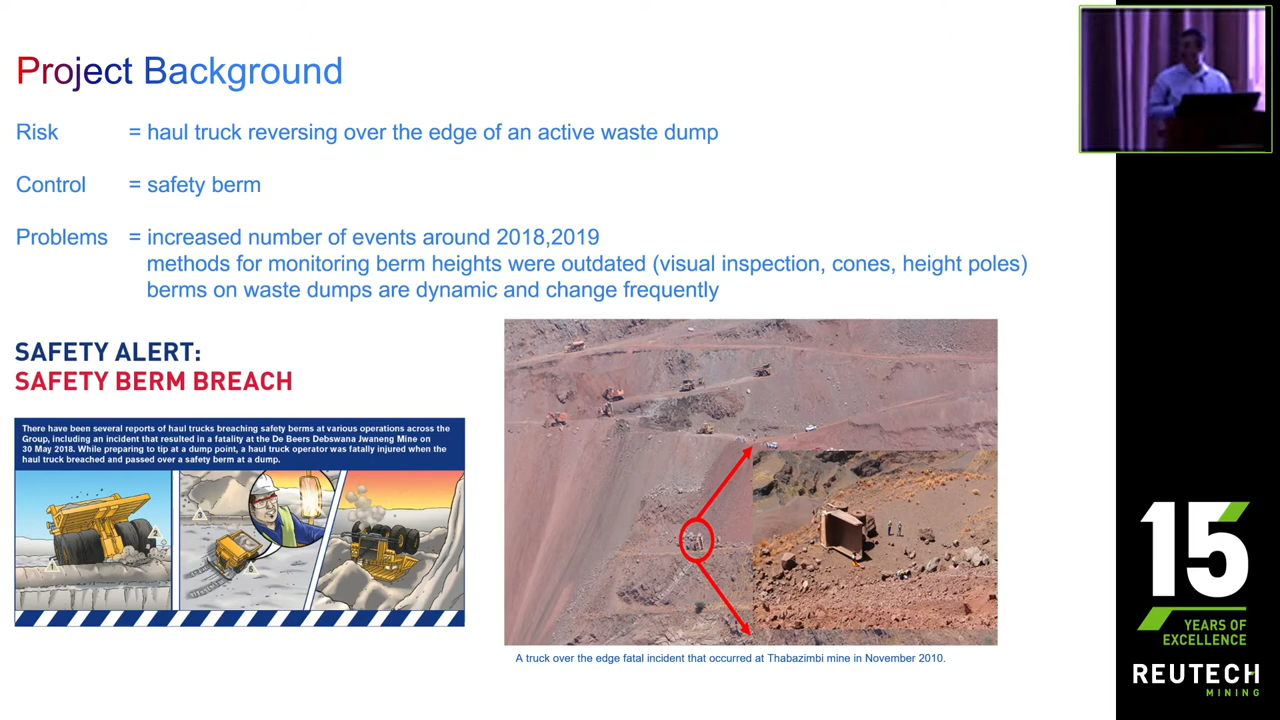 Project Background
Risk = haul truck reversing over the edge of an active waste dump
Control = safety berm
Problems = increased number of events around 2018,2019
methods for monitoring berm heights were outdated (visual inspection, cones, height poles)
berms on waste dumps are dynamic and change frequently
SAFETY ALERT:
SAFETY BERM BREACH
There have been several reports of haul trucks breaching safety berms at various operations across the
Group, including an incident that resulted in a fatality at the De Beers Debswana Jwaneng Mine on
30 May 2018. While preparing to tip at a dump point, a haul truck operator was fatally injured when the
haul truck breached and passed over a safety berm at a dump.
A truck over the edge fatal incident that occurred at Thabazimbi mine in November 2010.
15
YEARS OF
EXCELLENCE
REUTECH
MINING